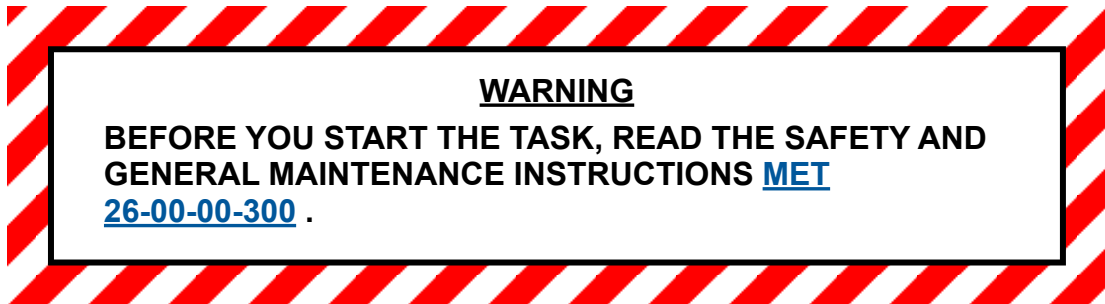 WARNING
BEFORE YOU START THE TASK, READ THE SAFETY AND
GENERAL MAINTENANCE INSTRUCTIONS MET
26-00-00-300 .